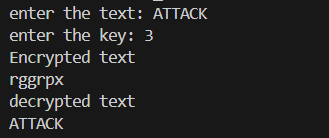 enter the text: ATTACK
enter the key: 3
Encrypted text
rggrpx
decrypted text
ATTACK